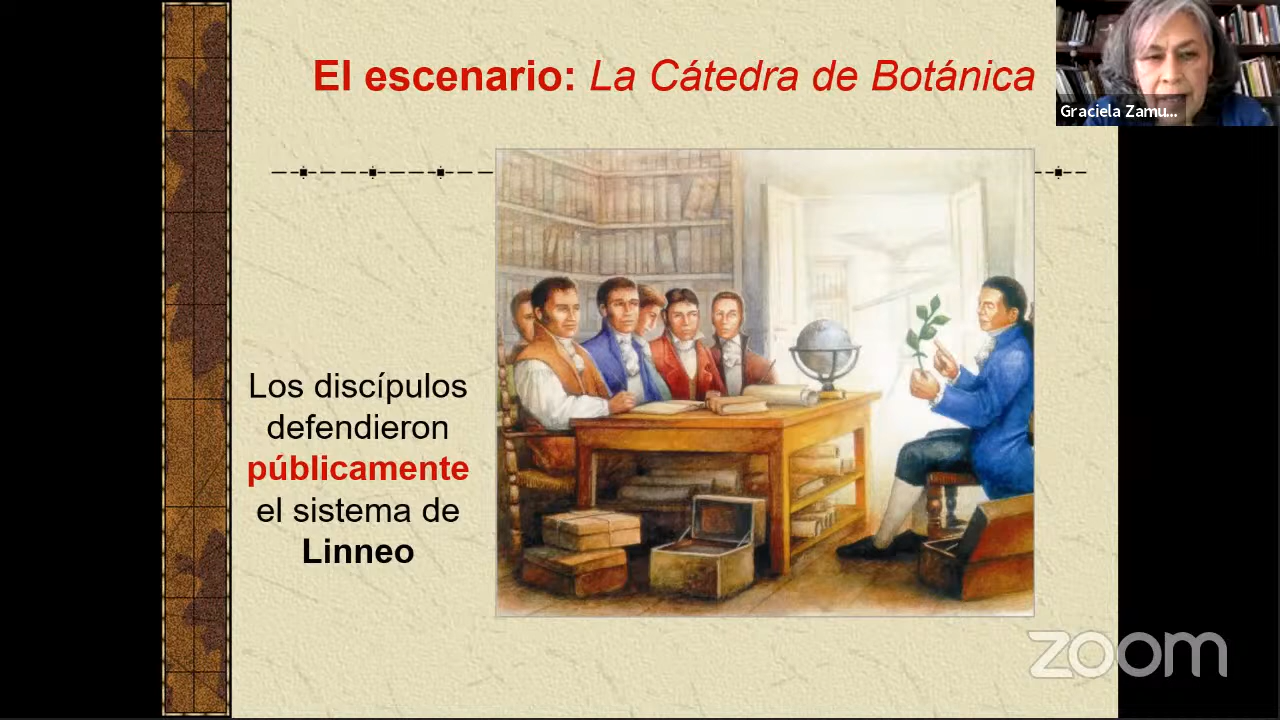 El escenario: La Cátedra de Botánica
Graciela Zamu...
Los discípulos
defendieron
públicamente
el sistema de
Linneo
zoom